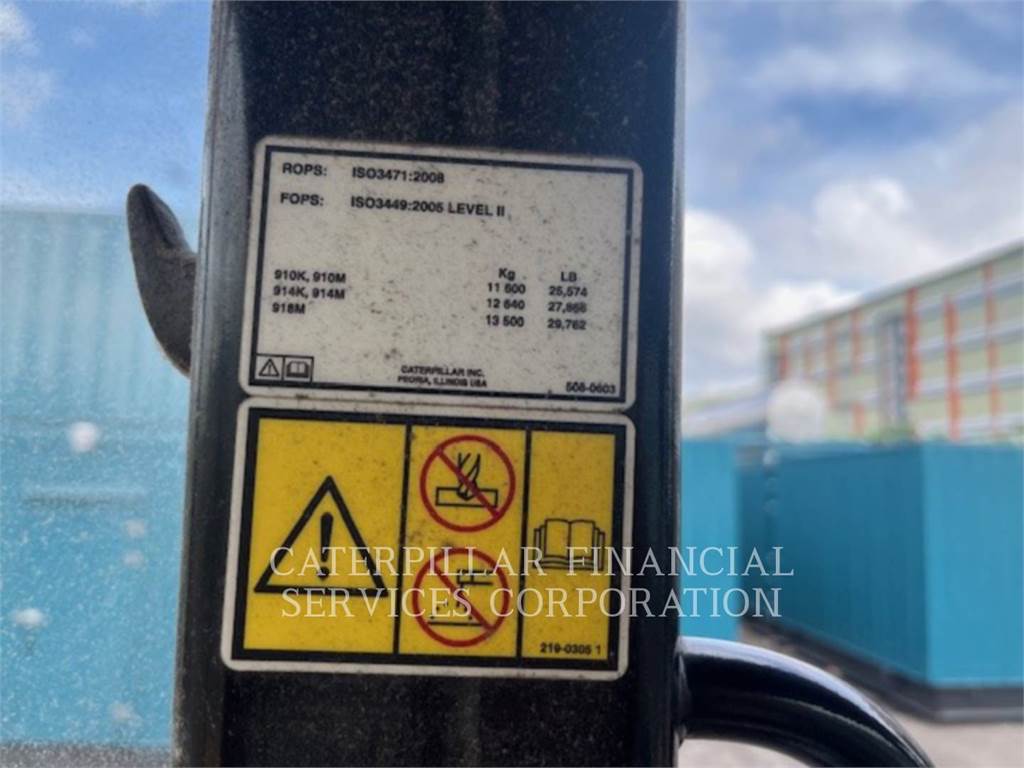 ROPS: ISO3471:2008
FOPS: ISO3449:2005 LEVEL II
Kg LB
910K, 910M 11 600 25,574
914K, 914M 12 640 27,866
918M 13 500 29,762
CATERPILLAR INC.
PEORIA, ILLINOIS USA
508-0603
CATERPILLAR FINANCIAL
SERVICES CORPORATION
219-0305 1